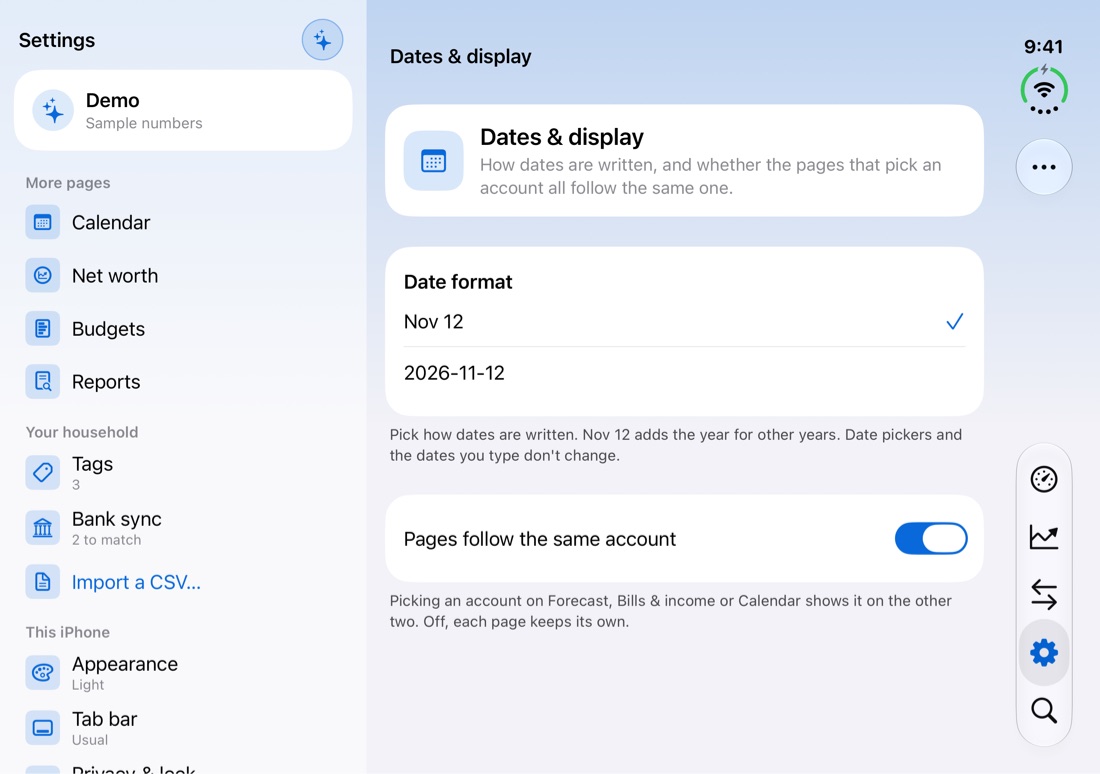 Settings
Demo
Sample numbers
More pages
Calendar
Net worth
Budgets
Reports
Your household
Tags
3
Bank sync
2 to match
Import a CSV...
This iPhone
Appearance
Light
Tab bar
Usual
Privacy & lock
Dates & display
Dates & display
How dates are written, and whether the pages that pick an
account all follow the same one.
Date format
Nov 12
2026-11-12
Pick how dates are written. Nov 12 adds the year for other years. Date pickers and
the dates you type don't change.
Pages follow the same account
Picking an account on Forecast, Bills & income or Calendar shows it on the other
two. Off, each page keeps its own.
9:41